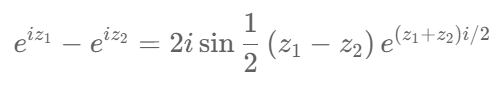 $e^{iz_1} - e^{iz_2} = 2i \sin \frac{1}{2} (z_1 - z_2) e^{(z_1+z_2)i/2}$